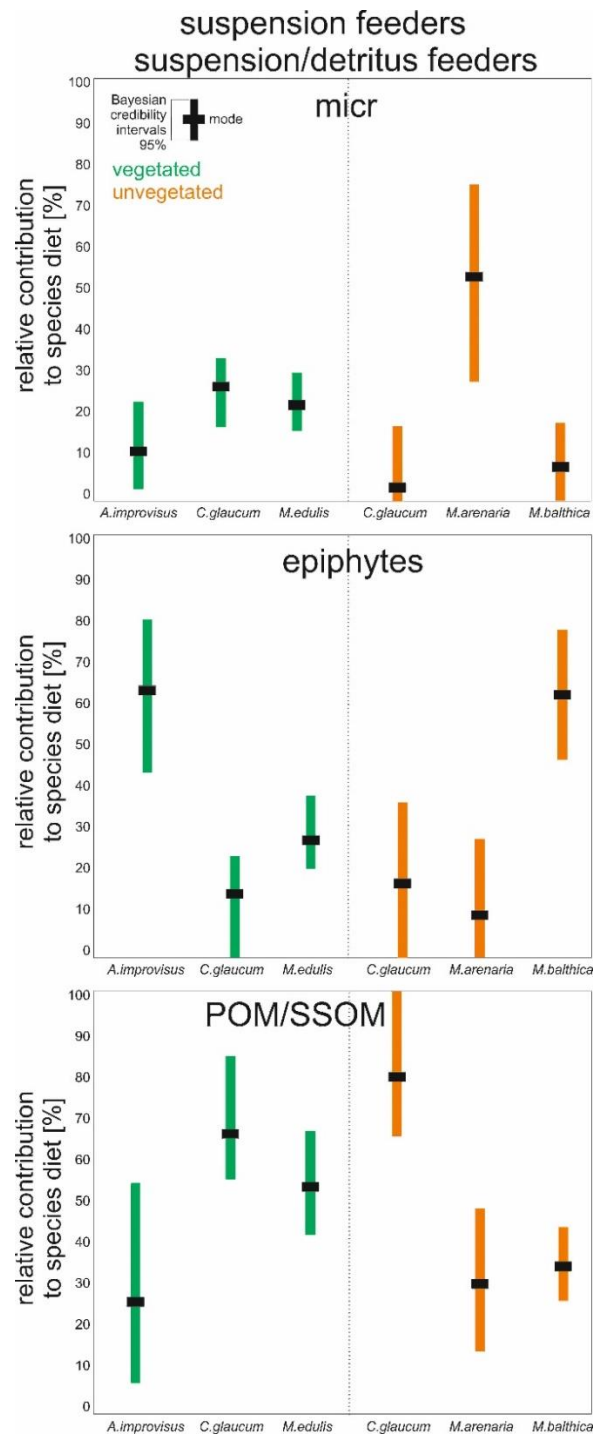 suspension feeders
suspension/detritus feeders
relative contribution
to species diet [%]
100
90
80
70
60
50
40
30
20
10
0
Bayesian
credibility
intervals
95%
mode
micr
vegetated
unvegetated
A.improvisus C.glaucum M.edulis C.glaucum M.arenaria M.balthica
relative contribution
to species diet [%]
100
90
80
70
60
50
40
30
20
10
0
epiphytes
A.improvisus C.glaucum M.edulis C.glaucum M.arenaria M.balthica
relative contribution
to species diet [%]
100
90
80
70
60
50
40
30
20
10
0
POM/SSOM
A.improvisus C.glaucum M.edulis C.glaucum M.arenaria M.balthica